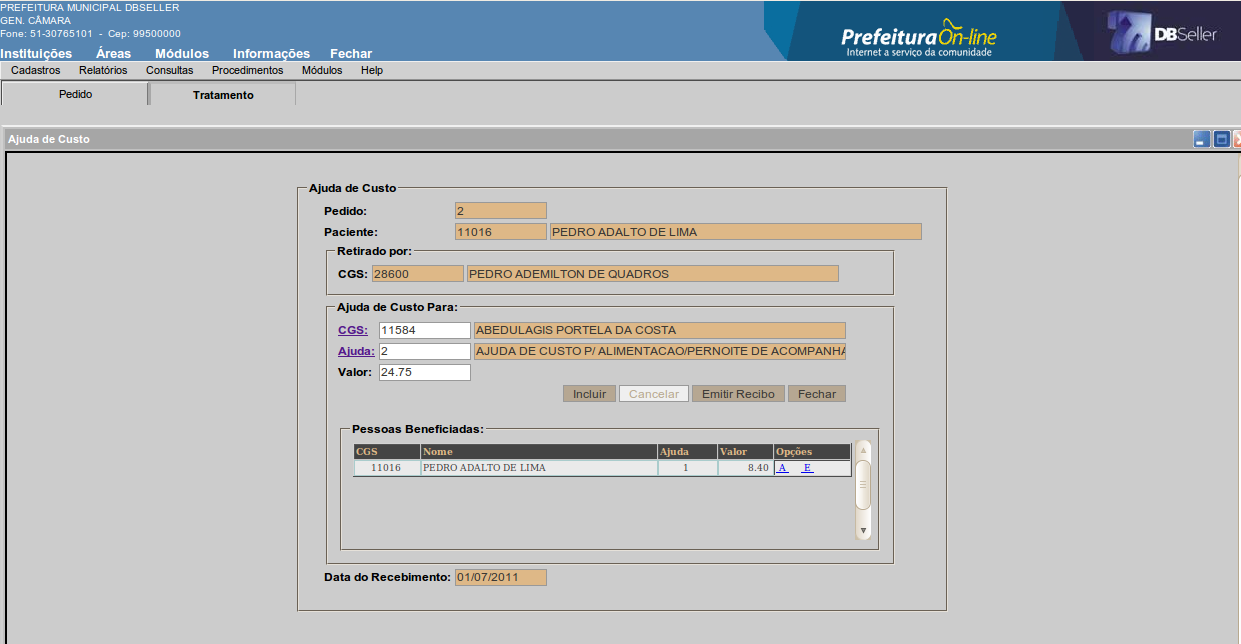 PREFEITURA MUNICIPAL DBSELLER
GEN. CÂMARA
Fone: 51-30765101 - Cep: 99500000
Instituições Áreas Módulos Informações Fechar
PrefeituraOn-line
Internet a serviço da comunidade
DBSeller
Cadastros Relatórios Consultas Procedimentos Módulos Help
Pedido Tratamento
Ajuda de Custo
Ajuda de Custo
Pedido: 2
Paciente: 11016 PEDRO ADALTO DE LIMA
Retirado por:
CGS: 28600 PEDRO ADEMILTON DE QUADROS
Ajuda de Custo Para:
CGS: 11584 ABEDULAGIS PORTELA DA COSTA
Ajuda: 2 AJUDA DE CUSTO P/ ALIMENTACAO/PERNOITE DE ACOMPANHA
Valor: 24.75
Incluir Cancelar Emitir Recibo Fechar
Pessoas Beneficiadas:
CGS Nome Ajuda Valor Opções
11016 PEDRO ADALTO DE LIMA 1 8.40 A E
Data do Recebimento: 01/07/2011